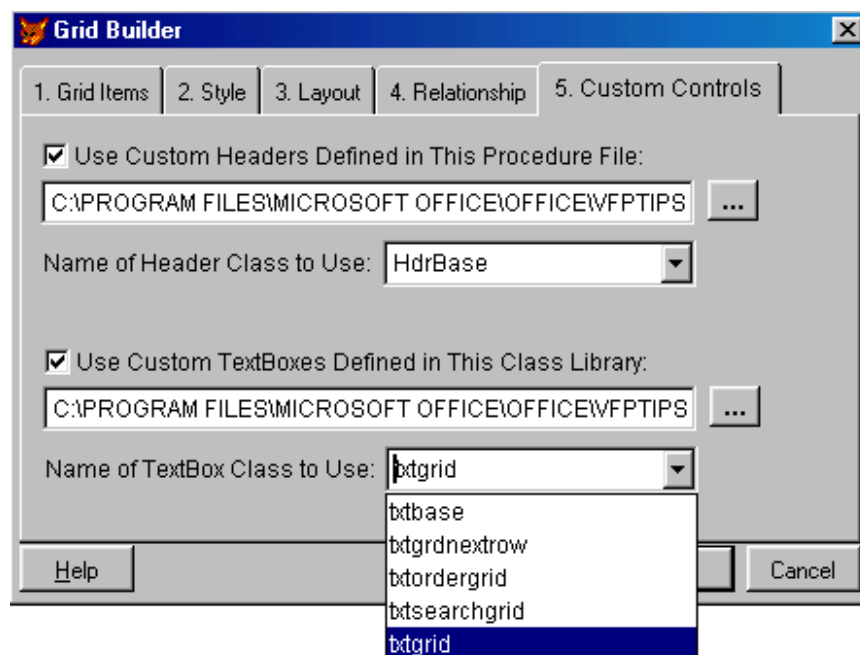 Grid Builder
1. Grid Items 2. Style 3. Layout 4. Relationship 5. Custom Controls
Use Custom Headers Defined in This Procedure File:
C:\PROGRAM FILES\MICROSOFT OFFICE\OFFICE\VFPTIPS ...
Name of Header Class to Use: HdrBase
Use Custom TextBoxes Defined in This Class Library:
C:\PROGRAM FILES\MICROSOFT OFFICE\OFFICE\VFPTIPS ...
Name of TextBox Class to Use: txtgrid
txtbase
txtgrdnextrow
txtordergrid
txtsearchgrid
txtgrid
Help Cancel